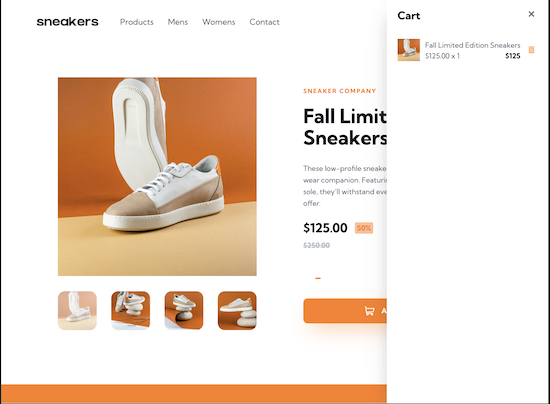 sneakers Products Mens Womens Contact
Cart
Fall Limited Edition Sneakers
$125.00 x 1 $125
SNEAKER COMPANY
Fall Limit
Sneakers
These low-profile sneake
wear companion. Featuri
sole, they'll withstand eve
offer.
$125.00 50%
$250.00
A